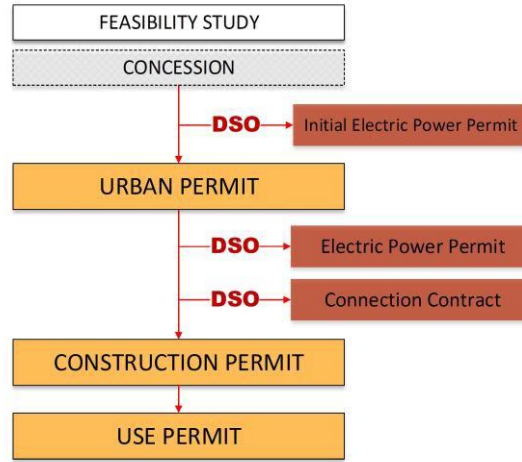 FEASIBILITY STUDY
CONCESSION
DSO Initial Electric Power Permit
URBAN PERMIT
DSO Electric Power Permit
DSO Connection Contract
CONSTRUCTION PERMIT
USE PERMIT